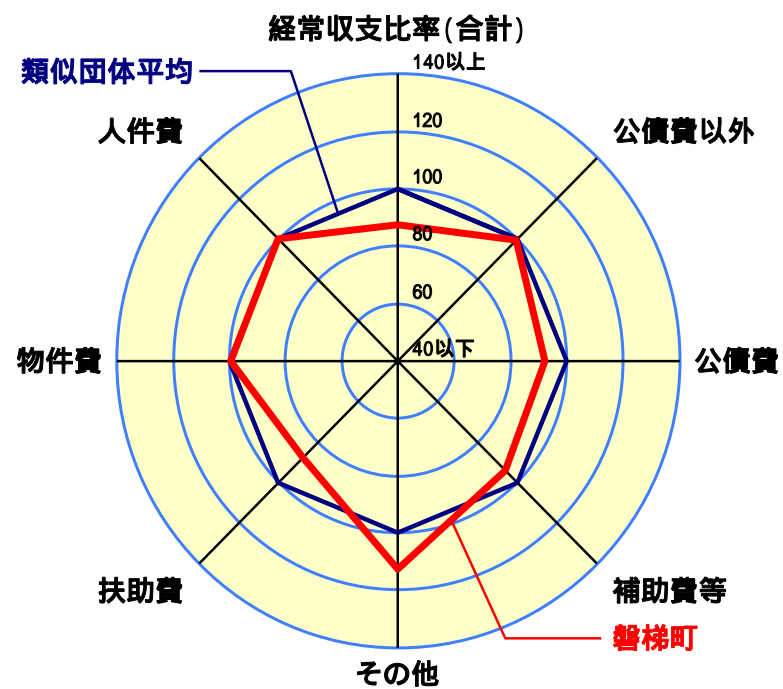 経常収支比率(合計)
類似団体平均
140以上
人件費
120
公債費以外
100
80
60
物件費
40以下
公債費
扶助費
補助費等
磐梯町
その他